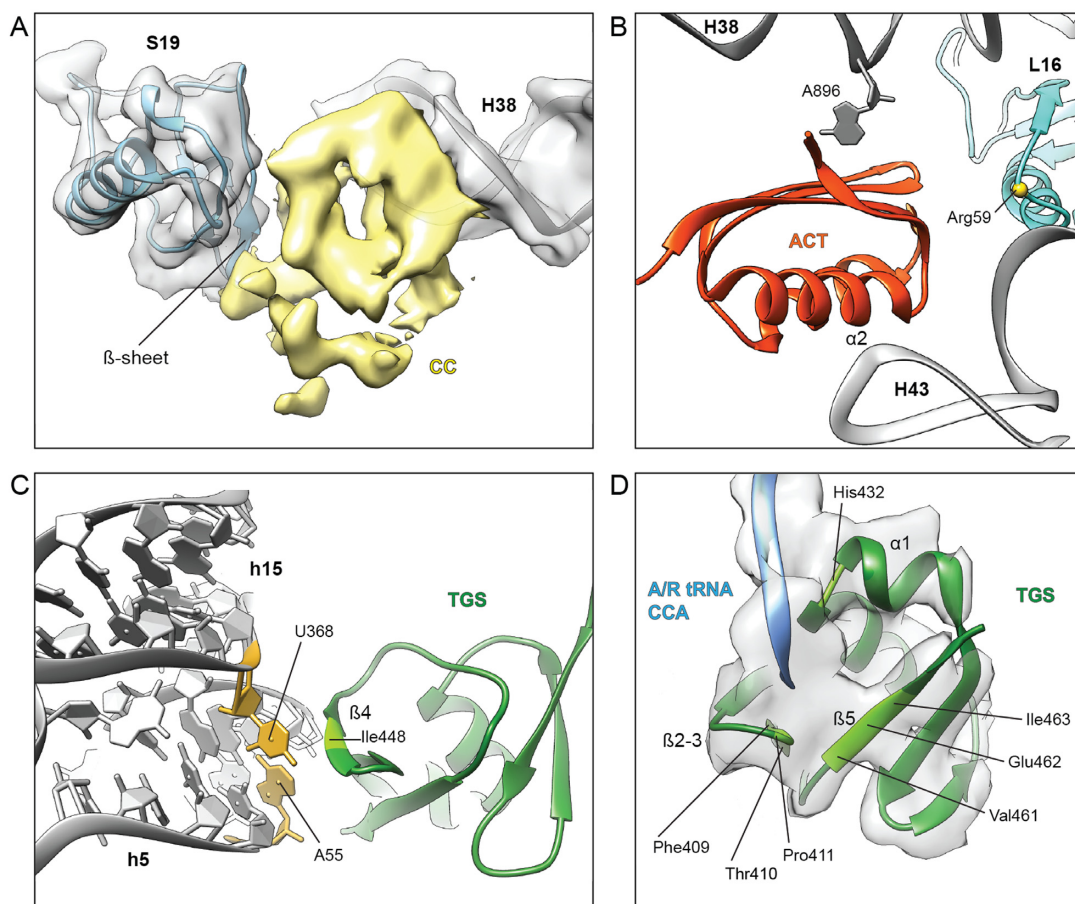 A
S19
H38
ß-sheet
CC
B
H38
L16
A896
Arg59
ACT
α2
H43
C
h15
TGS
U368
ß4
Ile448
A55
h5
D
His432
α1
A/R tRNA
CCA
TGS
ß5
Ile463
ß2-3
Glu462
Val461
Phe409
Pro411
Thr410